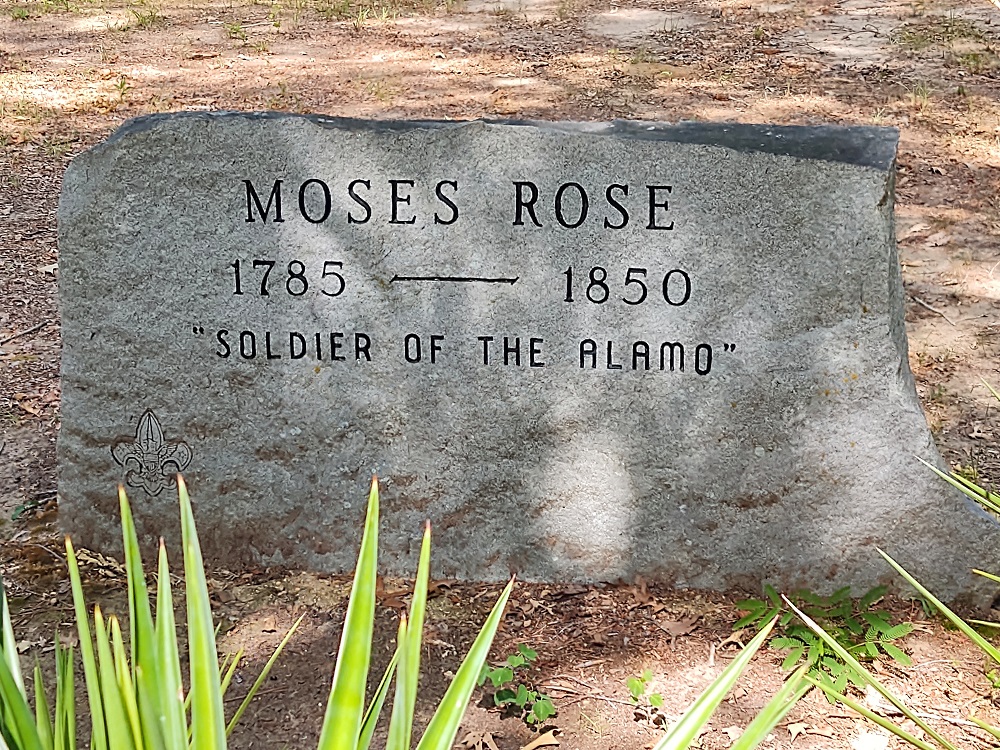 MOSES ROSE
1785 — 1850
"SOLDIER OF THE ALAMO"